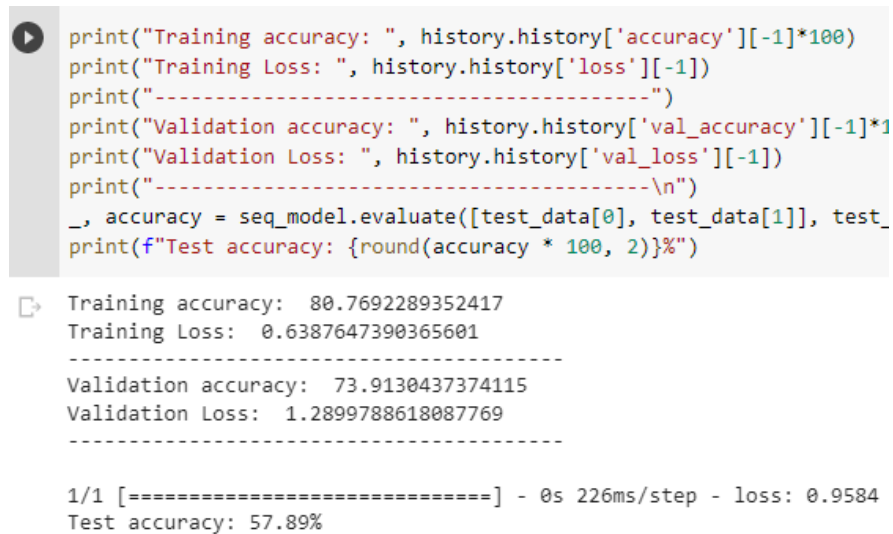 print("Training accuracy: ", history.history['accuracy'][-1]*100)
print("Training Loss: ", history.history['loss'][-1])
print("-----------------------------------------")
print("Validation accuracy: ", history.history['val_accuracy'][-1]*1
print("Validation Loss: ", history.history['val_loss'][-1])
print("-----------------------------------------\n")
_, accuracy = seq_model.evaluate([test_data[0], test_data[1]], test_
print(f"Test accuracy: {round(accuracy * 100, 2)}%")
Training accuracy:  80.7692289352417
Training Loss:  0.6387647390365601
-----------------------------------------
Validation accuracy:  73.9130437374115
Validation Loss:  1.2899788618087769
-----------------------------------------
1/1 [==============================] - 0s 226ms/step - loss: 0.9584
Test accuracy: 57.89%